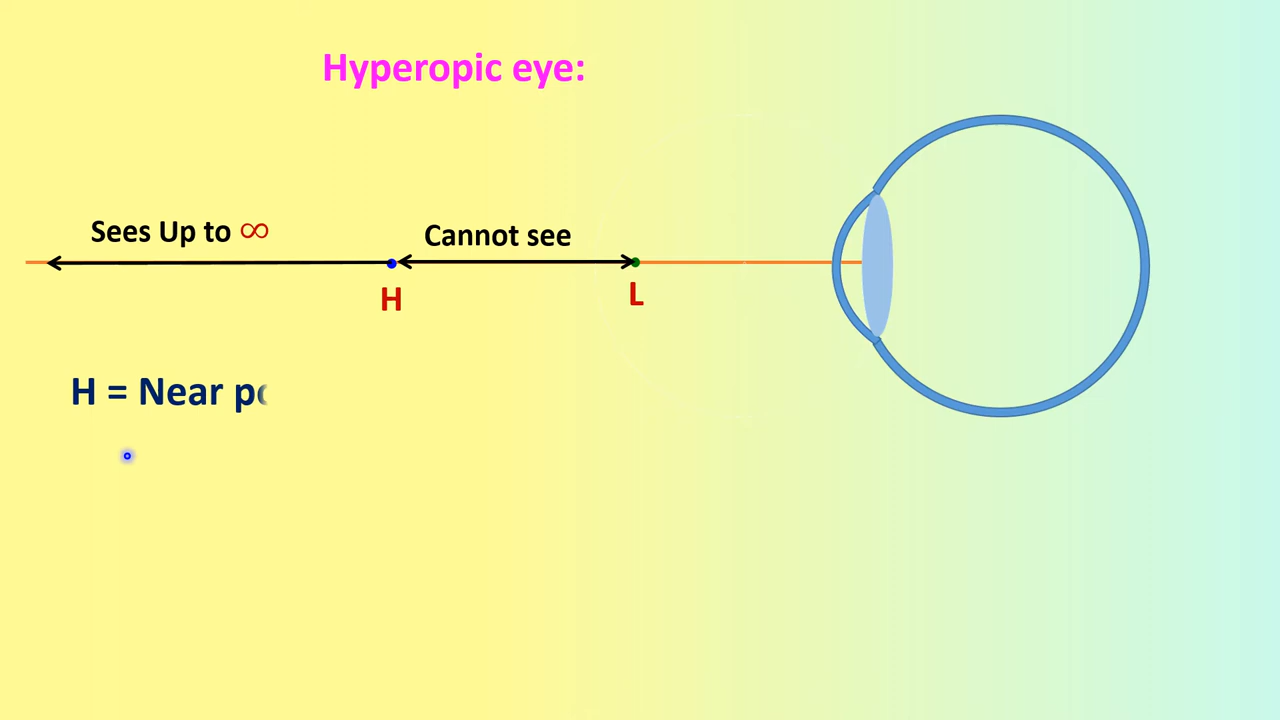 Hyperopic eye:
Sees Up to ∞
Cannot see
H
L
H = Near